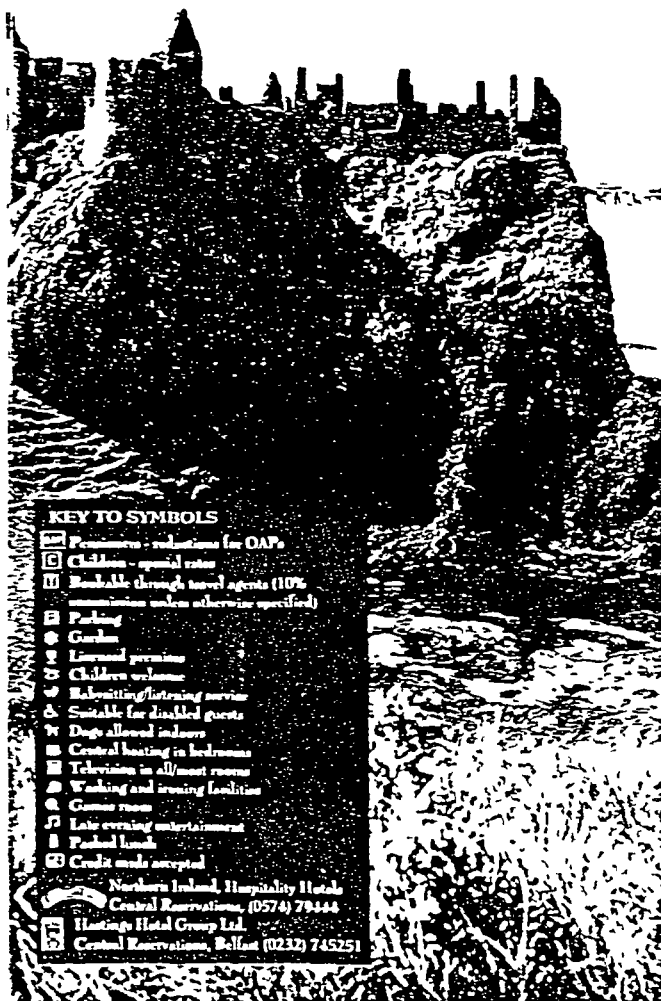 KEY TO SYMBOLS
Pensioners - reductions for OAPs
Children - special rates
Bookable through travel agents (10%
commission unless otherwise specified)
Parking
Garden
Licensed premises
Children welcome
Babysitting/listening service
Suitable for disabled guests
Dogs allowed indoors
Central heating in bedrooms
Television in all/most rooms
Washing and ironing facilities
Games room
Late evening entertainment
Packed lunch
Credit cards accepted
Northern Ireland, Hospitality Hotels
Central Reservations, (0574) 79444
Hastings Hotel Group Ltd.
Central Reservations, Belfast (0232) 745251